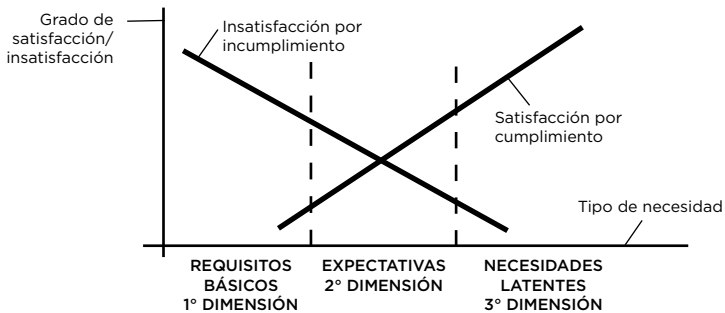 Grado de
satisfacción/
insatisfacción
Insatisfacción por
incumplimiento
Satisfacción por
cumplimiento
Tipo de necesidad
REQUISITOS
BÁSICOS
1° DIMENSIÓN
EXPECTATIVAS
2° DIMENSIÓN
NECESIDADES
LATENTES
3° DIMENSIÓN